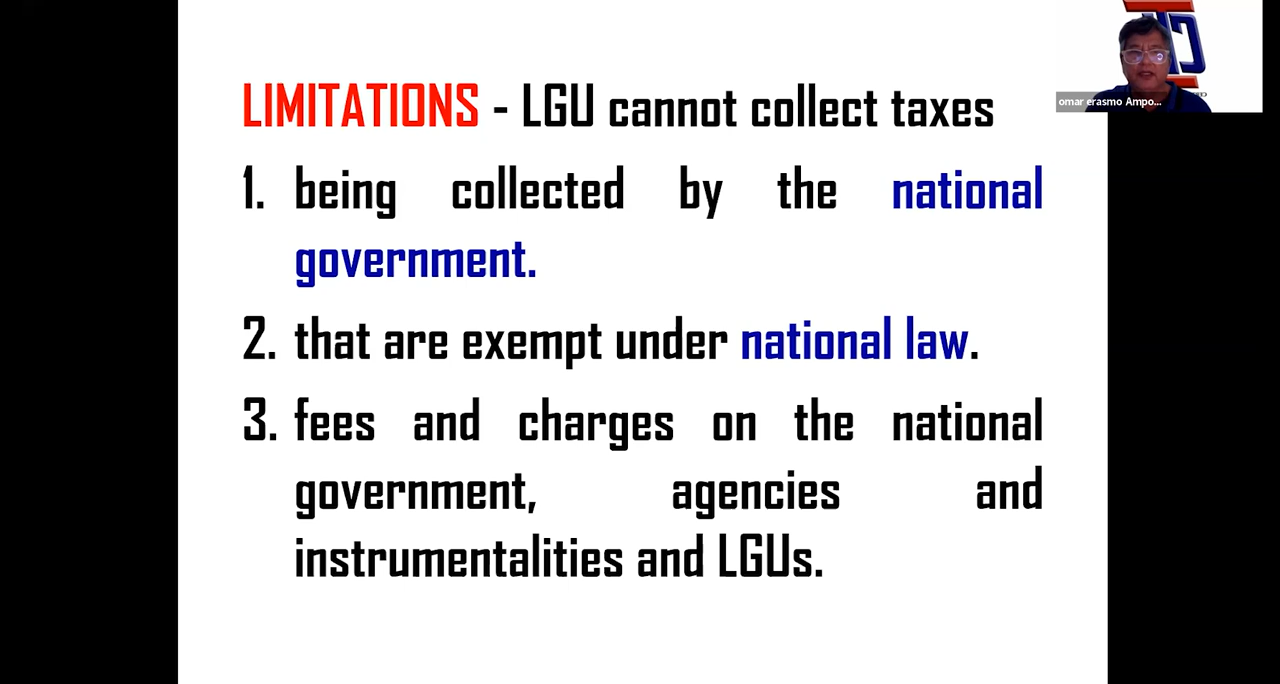 LIMITATIONS - LGU cannot collect taxes
1. being collected by the national
government.
2. that are exempt under national law.
3. fees and charges on the national
government, agencies and
instrumentalities and LGUs.
omar erasmo Ampo...